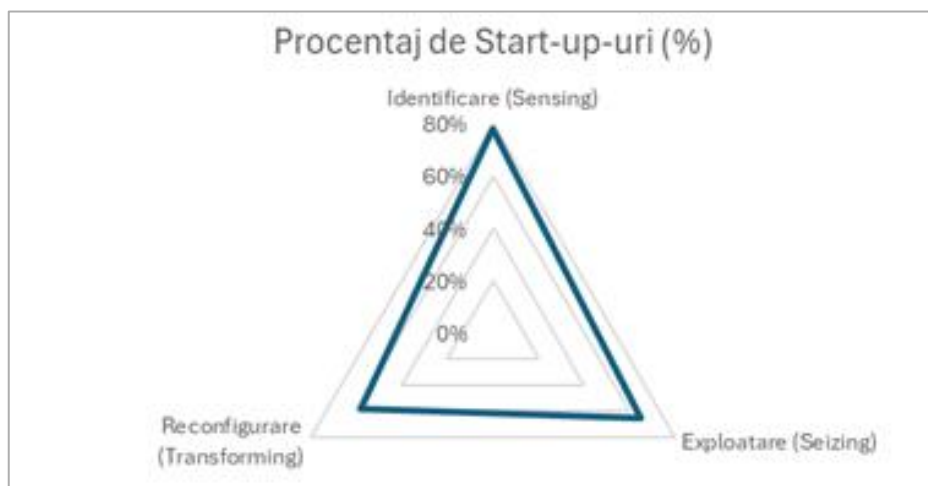 Procentaj de Start-up-uri (%)
Identificare (Sensing)
80%
60%
40%
20%
0%
Reconfigurare
(Transforming)
Exploatare (Seizing)